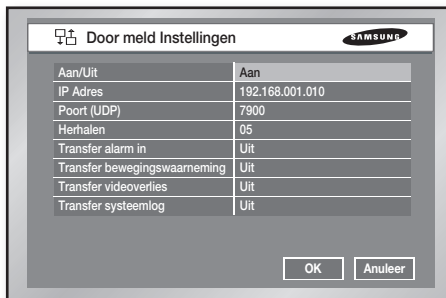 Door meld Instellingen
SAMSUNG
Aan/Uit Aan
IP Adres 192.168.001.010
Poort (UDP) 7900
Herhalen 05
Transfer alarm in Uit
Transfer bewegingswaarneming Uit
Transfer videoverlies Uit
Transfer systeemlog Uit
OK Anuleer